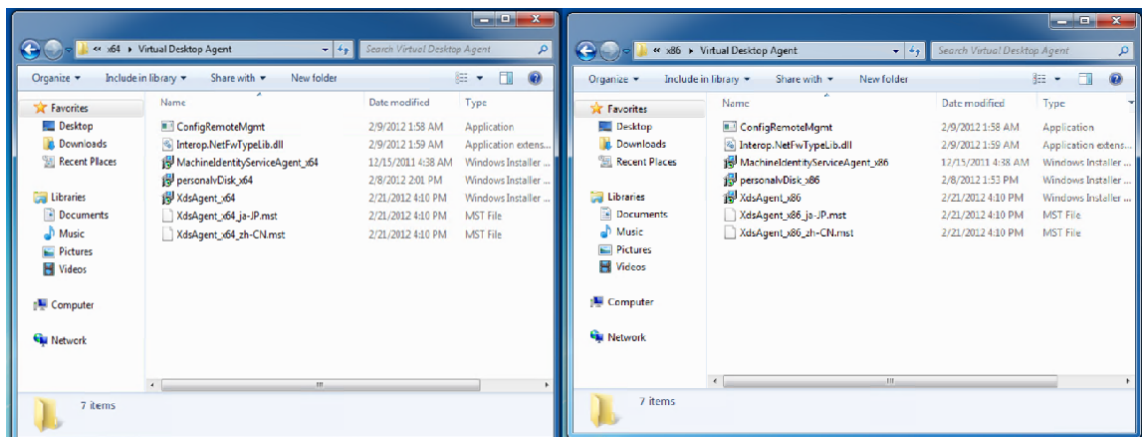 « x64 ▸ Virtual Desktop Agent
Search Virtual Desktop Agent
Organize
Include in library
Share with
New folder
Favorites
Desktop
Downloads
Recent Places
Libraries
Documents
Music
Pictures
Videos
Computer
Network
Name Date modified Type
ConfigRemoteMgmt 2/9/2012 1:58 AM Application
Interop.NetFwTypeLib.dll 2/9/2012 1:59 AM Application extens...
MachineIdentityServiceAgent_x64 12/15/2011 4:38 AM Windows Installer ...
personalvDisk_x64 2/8/2012 2:01 PM Windows Installer ...
XdsAgent_x64 2/21/2012 4:10 PM Windows Installer ...
XdsAgent_x64_ja-JP.mst 2/21/2012 4:10 PM MST File
XdsAgent_x64_zh-CN.mst 2/21/2012 4:10 PM MST File
7 items
« x86 ▸ Virtual Desktop Agent
Search Virtual Desktop Agent
Organize
Include in library
Share with
New folder
Favorites
Desktop
Downloads
Recent Places
Libraries
Documents
Music
Pictures
Videos
Computer
Network
Name Date modified Type
ConfigRemoteMgmt 2/9/2012 1:58 AM Application
Interop.NetFwTypeLib.dll 2/9/2012 1:59 AM Application extens...
MachineIdentityServiceAgent_x86 12/15/2011 4:38 AM Windows Installer ...
personalvDisk_x86 2/8/2012 1:53 PM Windows Installer ...
XdsAgent_x86 2/21/2012 4:10 PM Windows Installer ...
XdsAgent_x86_ja-JP.mst 2/21/2012 4:10 PM MST File
XdsAgent_x86_zh-CN.mst 2/21/2012 4:10 PM MST File
7 items